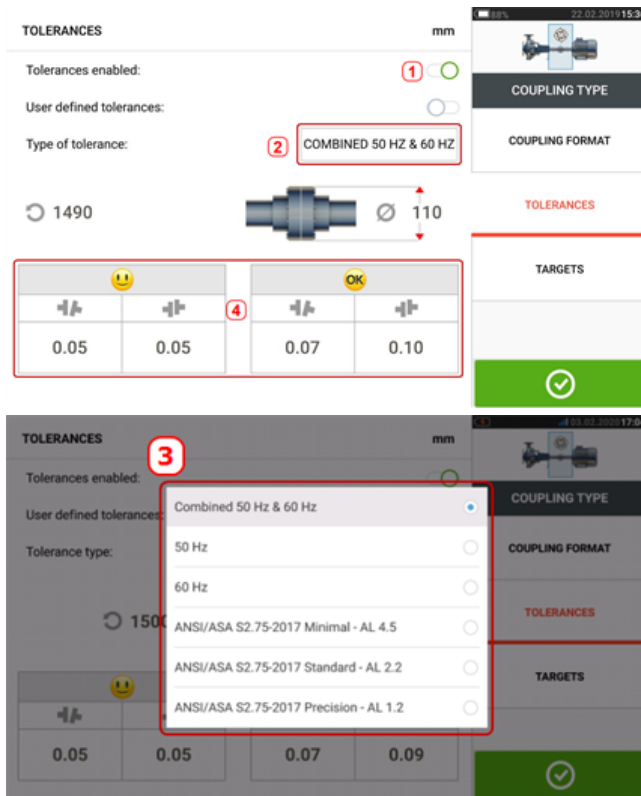 88% 22.02.2019 15:3
TOLERANCES mm
Tolerances enabled: 1
COUPLING TYPE
User defined tolerances:
Type of tolerance: 2 COMBINED 50 HZ & 60 HZ
COUPLING FORMAT
1490 110
TOLERANCES
OK
4
TARGETS
0.05 0.05 0.07 0.10
03.02.2020 17:0
TOLERANCES mm
3
Tolerances enabled:
COUPLING TYPE
Combined 50 Hz & 60 Hz
User defined tolerances:
50 Hz
Tolerance type:
COUPLING FORMAT
60 Hz
1500
ANSI/ASA S2.75-2017 Minimal - AL 4.5
TOLERANCES
ANSI/ASA S2.75-2017 Standard - AL 2.2
TARGETS
ANSI/ASA S2.75-2017 Precision - AL 1.2
0.05 0.05 0.07 0.09